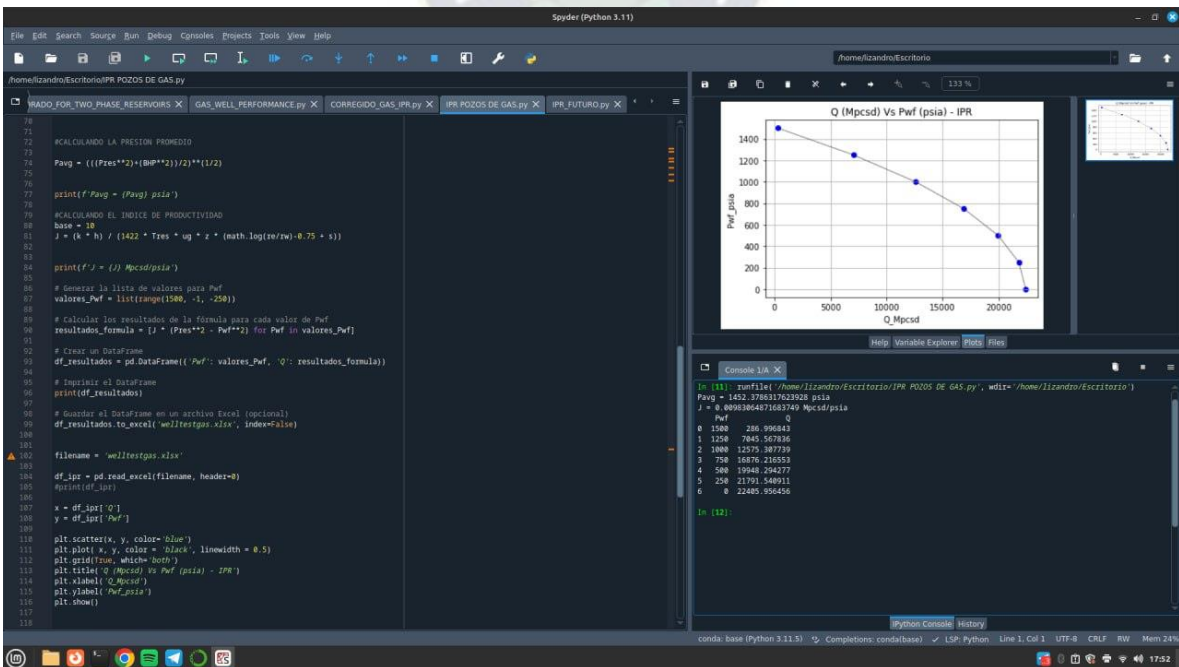 Spyder (Python 3.11)
File Edit Search Source Run Debug Consoles Projects Tools View Help
/home/lizandro/Escritorio
/home/lizandro/Escritorio/IPR POZOS DE GAS.py
RADO_FOR_TWO_PHASE_RESERVOIRS GAS_WELL_PERFORMANCE.py CORREGIDO_GAS_IPR.py IPR POZOS DE GAS.py IPR_FUTURO.py
70
71
72 #CALCULANDO LA PRESION PROMEDIO
73
74 Pavg = (((Pres**2)+(BHP**2))/2)**(1/2)
75
76
77 print(f'Pavg = {Pavg} psia')
78
79 #CALCULANDO EL INDICE DE PRODUCTIVIDAD
80 base = 10
81 J = (k * h) / (1422 * Tres * ug * z * (math.log(re/rw)-0.75 + s))
82
83
84 print(f'J = {J} Mpcsd/psia')
85
86 # Generar la lista de valores para Pwf
87 valores_Pwf = list(range(1500, -1, -250))
88
89 # Calcular los resultados de la fórmula para cada valor de Pwf
90 resultados_formula = [J * (Pres**2 - Pwf**2) for Pwf in valores_Pwf]
91
92 # Crear un DataFrame
93 df_resultados = pd.DataFrame({'Pwf': valores_Pwf, 'Q': resultados_formula})
94
95 # Imprimir el DataFrame
96 print(df_resultados)
97
98 # Guardar el DataFrame en un archivo Excel (opcional)
99 df_resultados.to_excel('welltestgas.xlsx', index=False)
100
101
102 filename = 'welltestgas.xlsx'
103
104 df_ipr = pd.read_excel(filename, header=0)
105 #print(df_ipr)
106
107 x = df_ipr['Q']
108 y = df_ipr['Pwf']
109
110 plt.scatter(x, y, color='blue')
111 plt.plot( x, y, color = 'black', linewidth = 0.5)
112 plt.grid(True, which='both')
113 plt.title('Q (Mpcsd) Vs Pwf (psia) - IPR')
114 plt.xlabel('Q_Mpcsd')
115 plt.ylabel('Pwf_psia')
116 plt.show()
117
118
133 %
Q (Mpcsd) Vs Pwf (psia) - IPR
1400
1200
1000
800
600
400
200
0
Pwf_psia
0 5000 10000 15000 20000
Q_Mpcsd
Help Variable Explorer Plots Files
Console 1/A
In [11]: runfile('/home/lizandro/Escritorio/IPR POZOS DE GAS.py', wdir='/home/lizandro/Escritorio')
Pavg = 1452.3786317623928 psia
J = 0.00983064871683749 Mpcsd/psia
Pwf Q
0 1500 286.996843
1 1250 7045.567836
2 1000 12575.307739
3 750 16876.216553
4 500 19948.294277
5 250 21791.540911
6 0 22405.956456
In [12]:
IPython Console History
conda: base (Python 3.11.5) Completions: conda(base) LSP: Python Line 1, Col 1 UTF-8 CRLF RW Mem 24%
17:52